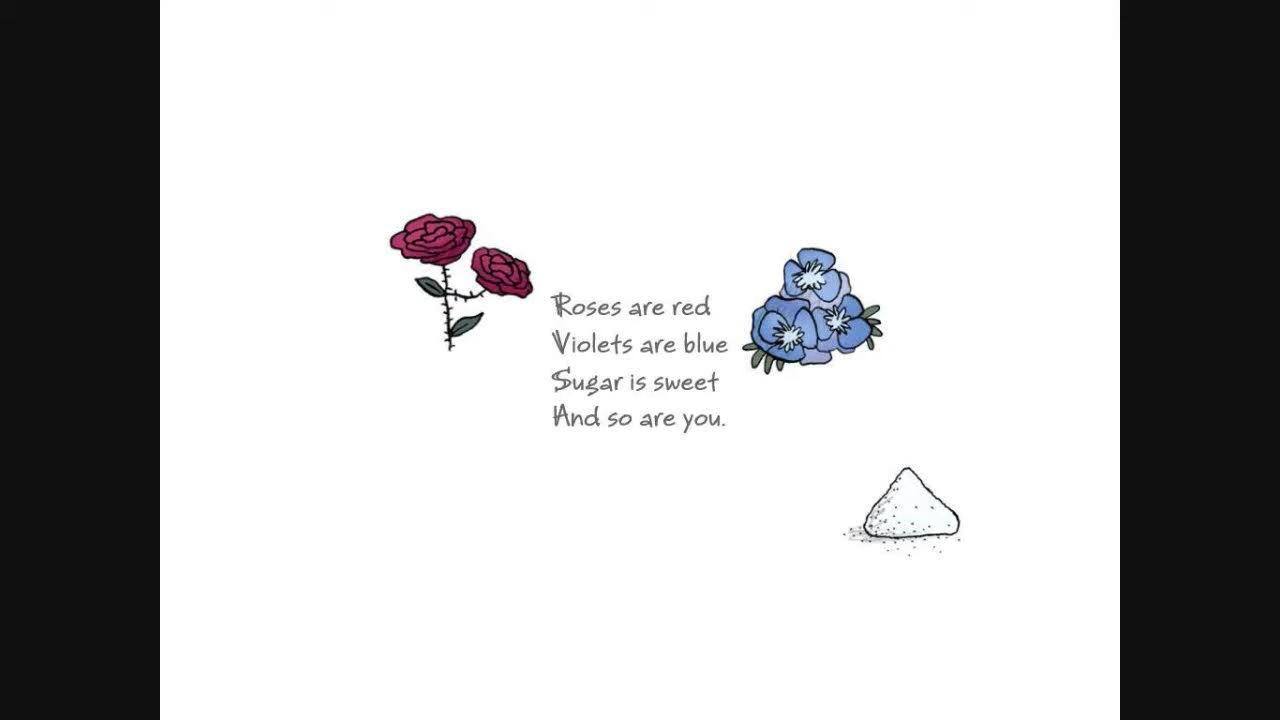 Roses are red
Violets are blue
Sugar is sweet
And so are you.